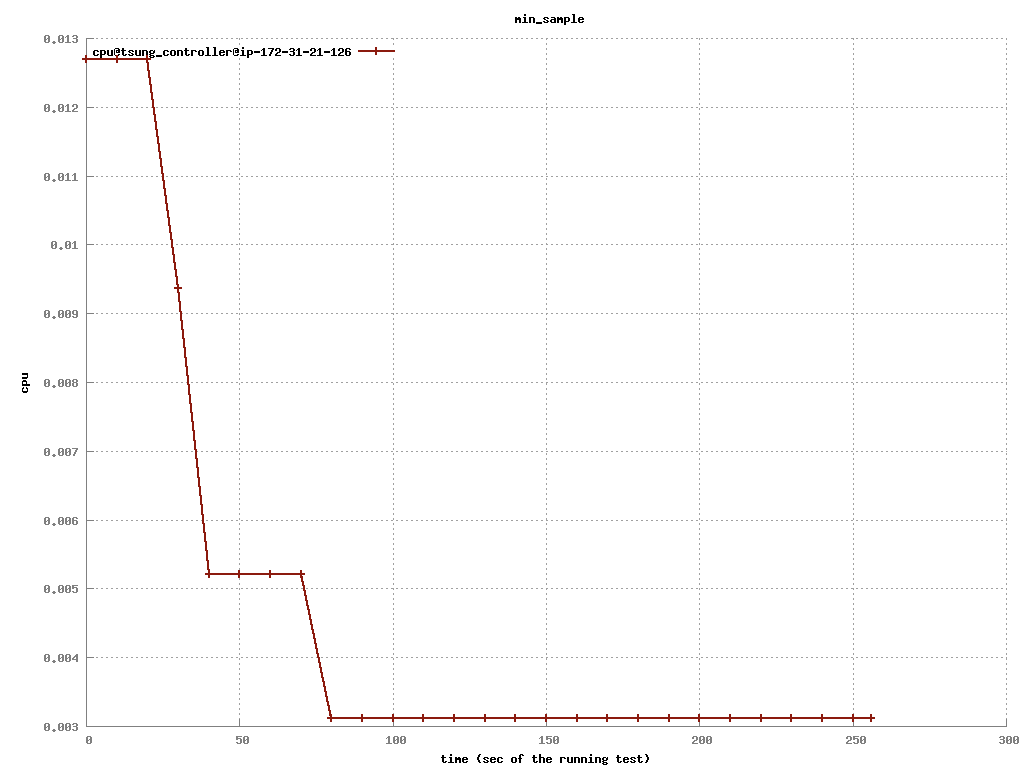 min_sample
0.013
cpu@tsung_controller@ip-172-31-21-126
0.012
0.011
0.01
0.009
0.008
cpu
0.007
0.006
0.005
0.004
0.003
0 50 100 150 200 250 300
time (sec of the running test)